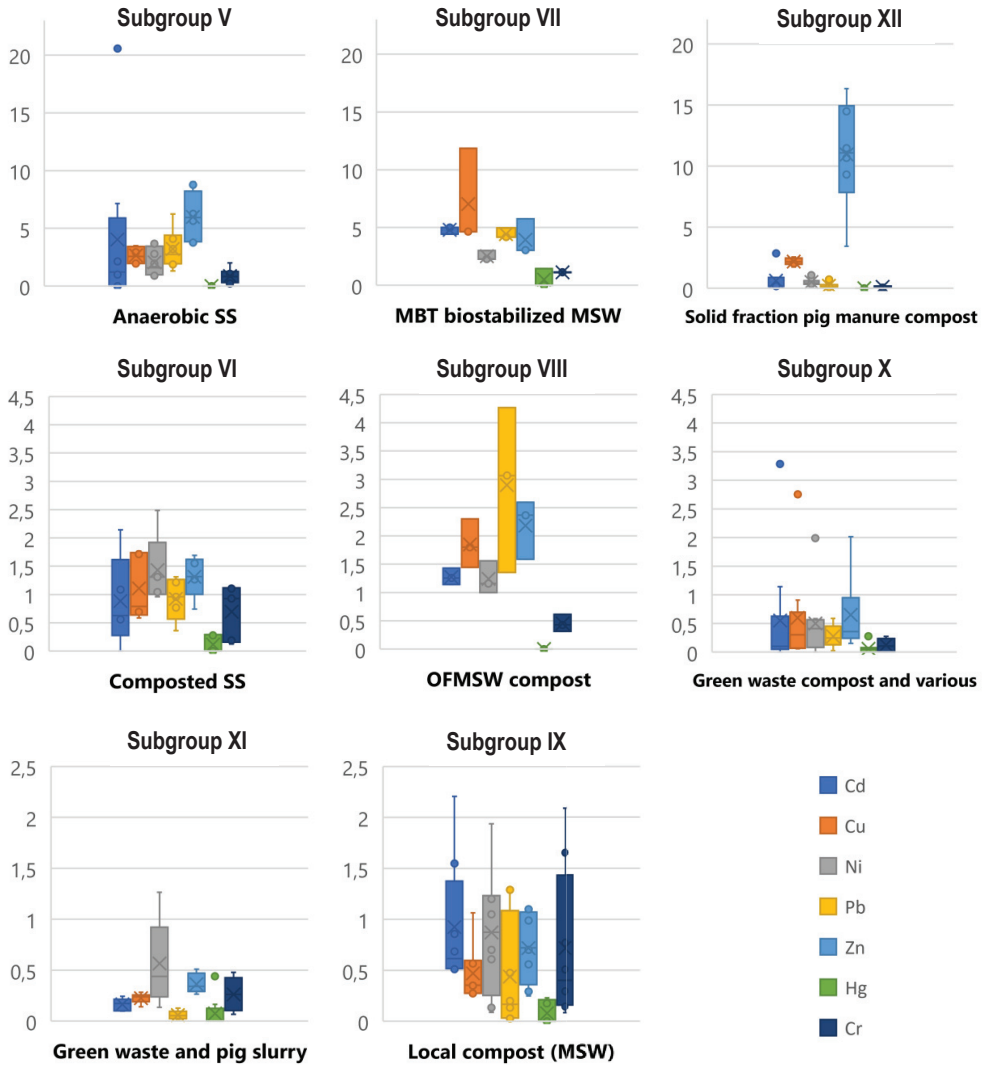 Subgroup V
20
15
10
5
0
Anaerobic SS
Subgroup VII
20
15
10
5
0
MBT biostabilized MSW
Subgroup XII
20
15
10
5
0
Solid fraction pig manure compost
Subgroup VI
4,5
4
3,5
3
2,5
2
1,5
1
0,5
0
Composted SS
Subgroup VIII
4,5
4
3,5
3
2,5
2
1,5
1
0,5
0
OFMSW compost
Subgroup X
4,5
4
3,5
3
2,5
2
1,5
1
0,5
0
Green waste compost and various
Subgroup XI
2,5
2
1,5
1
0,5
0
Green waste and pig slurry
Subgroup IX
2,5
2
1,5
1
0,5
0
Local compost (MSW)
Cd
Cu
Ni
Pb
Zn
Hg
Cr